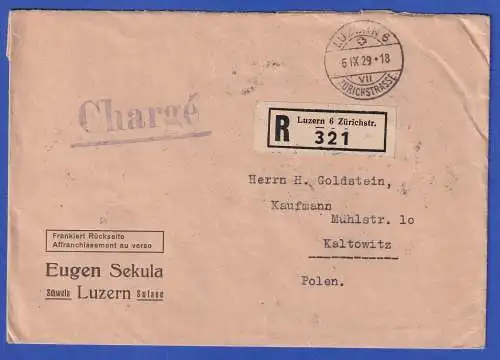 LUZERN 6
6 IX 29 - 18
VII
ZÜRICHSTRASSE
Chargé
Luzern 6 Zürichstr.
R 321
Herrn H. Goldstein,
Kaufmann
Mühlstr. 1o
Kaltowitz
Polen.
Frankiert Rückseite
Affranchissement au verso
Eugen Sekula
Schweiz Luzern Suisse